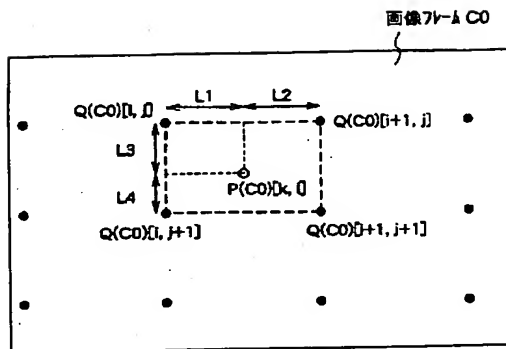 画像フレーム C0
L1 L2
Q(C0)[i, j]
Q(C0)[i+1, j]
L3
P(C0)[k, l]
L4
Q(C0)[i, j+1]
Q(C0)[i+1, j+1]